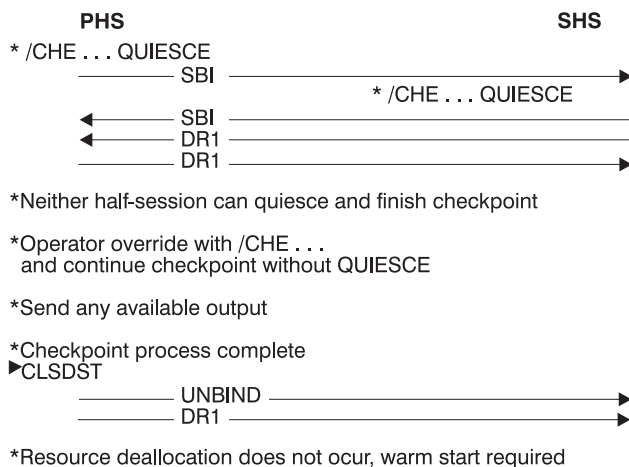 PHS SHS
* /CHE . . . QUIESCE
SBI
* /CHE . . . QUIESCE
SBI
DR1
DR1
*Neither half-session can quiesce and finish checkpoint
*Operator override with /CHE . . .
and continue checkpoint without QUIESCE
*Send any available output
*Checkpoint process complete
CLSDST
UNBIND
DR1
*Resource deallocation does not ocur, warm start required